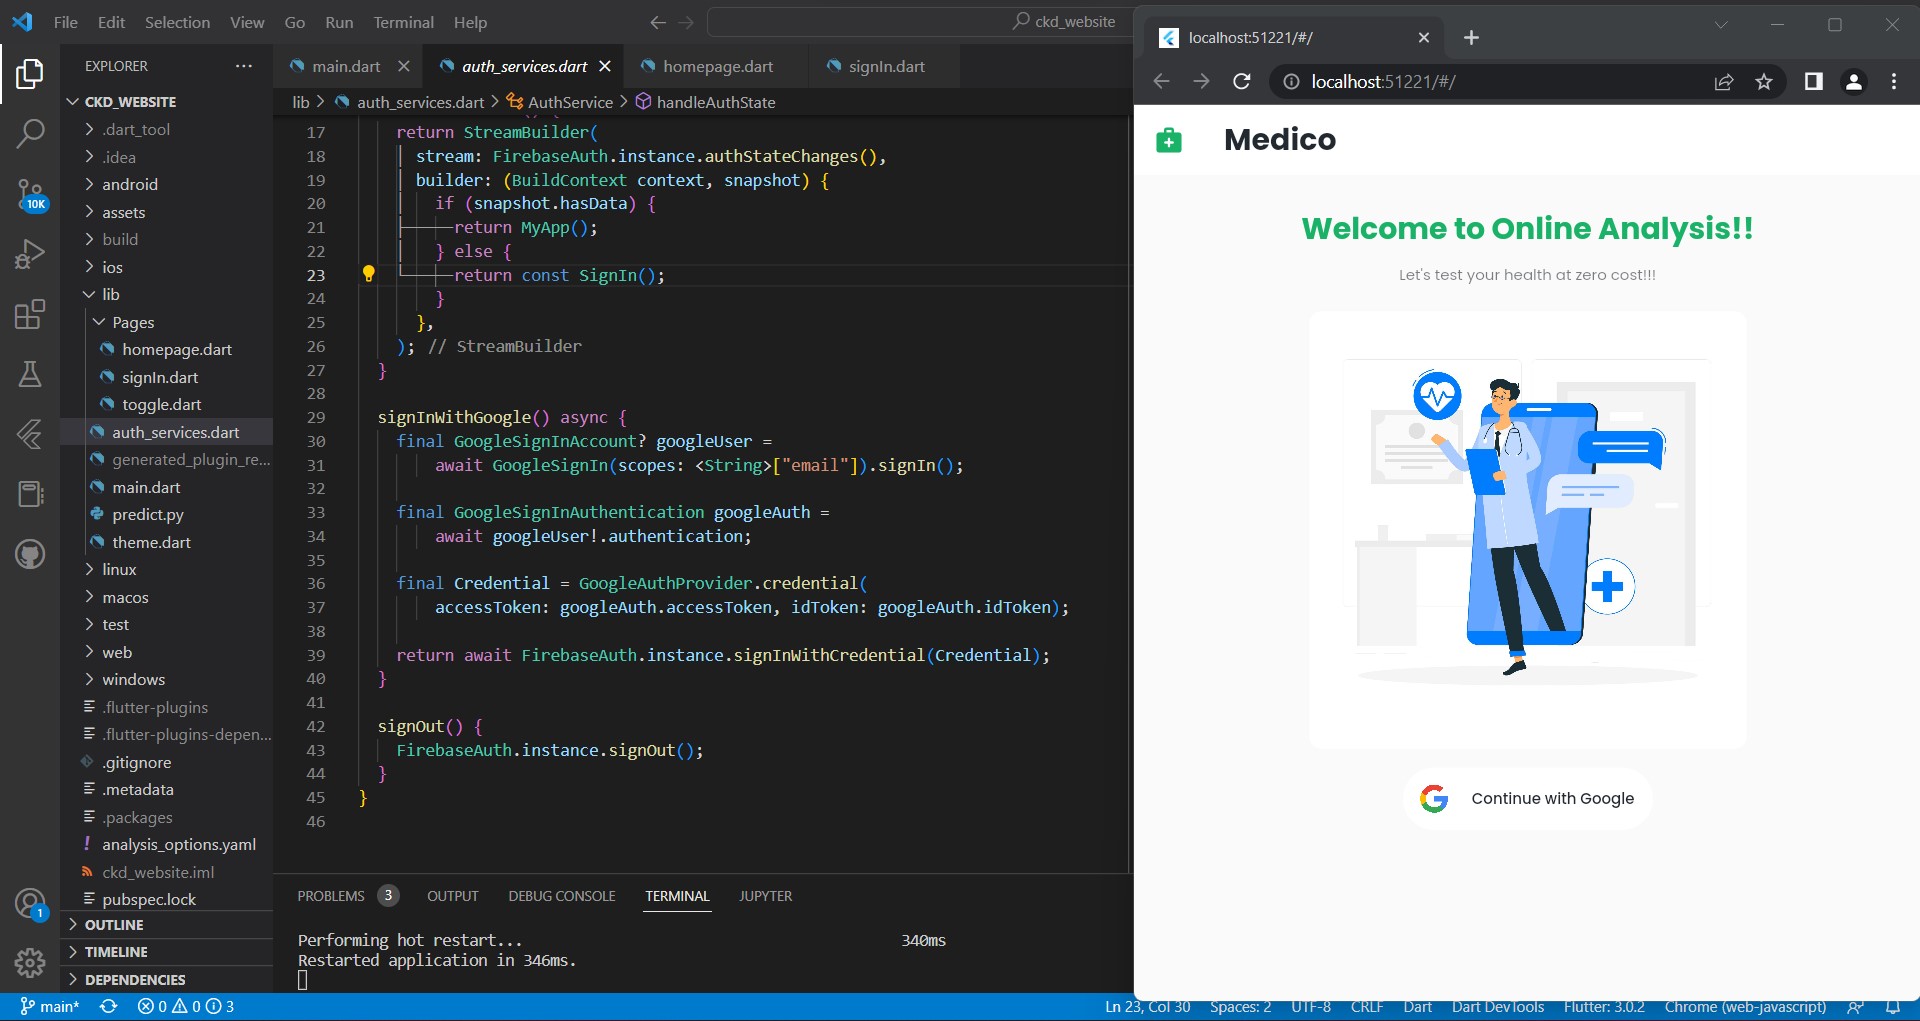 File Edit Selection View Go Run Terminal Help
ckd_website
EXPLORER
CKD_WEBSITE
.dart_tool
.idea
android
assets
build
ios
lib
Pages
homepage.dart
signIn.dart
toggle.dart
auth_services.dart
generated_plugin_re...
main.dart
predict.py
theme.dart
linux
macos
test
web
windows
.flutter-plugins
.flutter-plugins-depen...
.gitignore
.metadata
.packages
analysis_options.yaml
ckd_website.iml
pubspec.lock
OUTLINE
TIMELINE
DEPENDENCIES
10K
1
main.dart auth_services.dart homepage.dart signIn.dart
lib > auth_services.dart > AuthService > handleAuthState
17 return StreamBuilder(
18 stream: FirebaseAuth.instance.authStateChanges(),
19 builder: (BuildContext context, snapshot) {
20 if (snapshot.hasData) {
21 return MyApp();
22 } else {
23 return const SignIn();
24 }
25 },
26 ); // StreamBuilder
27 }
28
29 signInWithGoogle() async {
30 final GoogleSignInAccount? googleUser =
31 await GoogleSignIn(scopes: <String>["email"]).signIn();
32
33 final GoogleSignInAuthentication googleAuth =
34 await googleUser!.authentication;
35
36 final Credential = GoogleAuthProvider.credential(
37 accessToken: googleAuth.accessToken, idToken: googleAuth.idToken);
38
39 return await FirebaseAuth.instance.signInWithCredential(Credential);
40 }
41
42 signOut() {
43 FirebaseAuth.instance.signOut();
44 }
45 }
46
PROBLEMS 3 OUTPUT DEBUG CONSOLE TERMINAL JUPYTER
Performing hot restart... 340ms
Restarted application in 346ms.
main* 0 0 3
Ln 23, Col 30 Spaces: 2 UTF-8 CRLF Dart Dart DevTools Flutter: 3.0.2 Chrome (web-javascript)
localhost:51221/#/
localhost:51221/#/
Medico
Welcome to Online Analysis!!
Let's test your health at zero cost!!!
Continue with Google